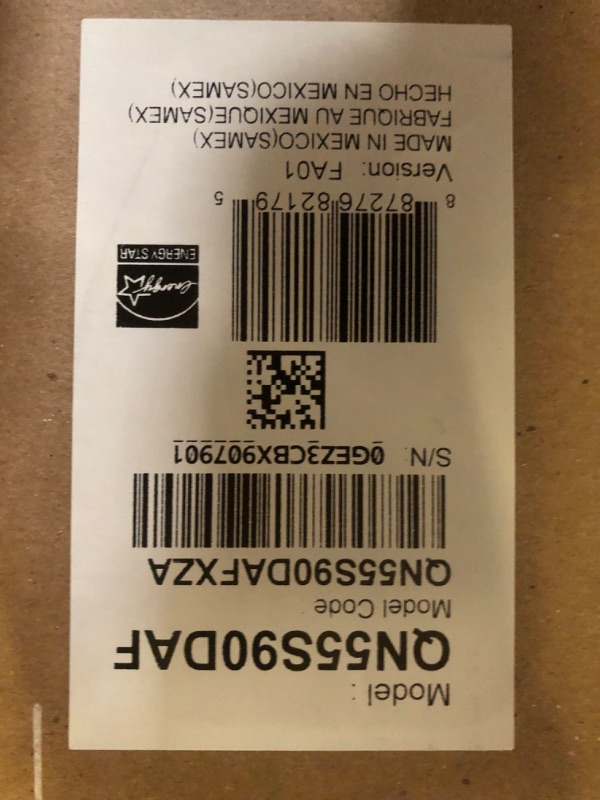 Model :
QN55S90DAF
Model Code
QN55S90DAFXZA
S/N 0GEZ3CBX907901
energy
ENERGY STAR
8 87276 82179 5
Version: FA01
MADE IN MEXICO(SAMEX)
FABRIQUE AU MEXIQUE(SAMEX)
HECHO EN MEXICO(SAMEX)